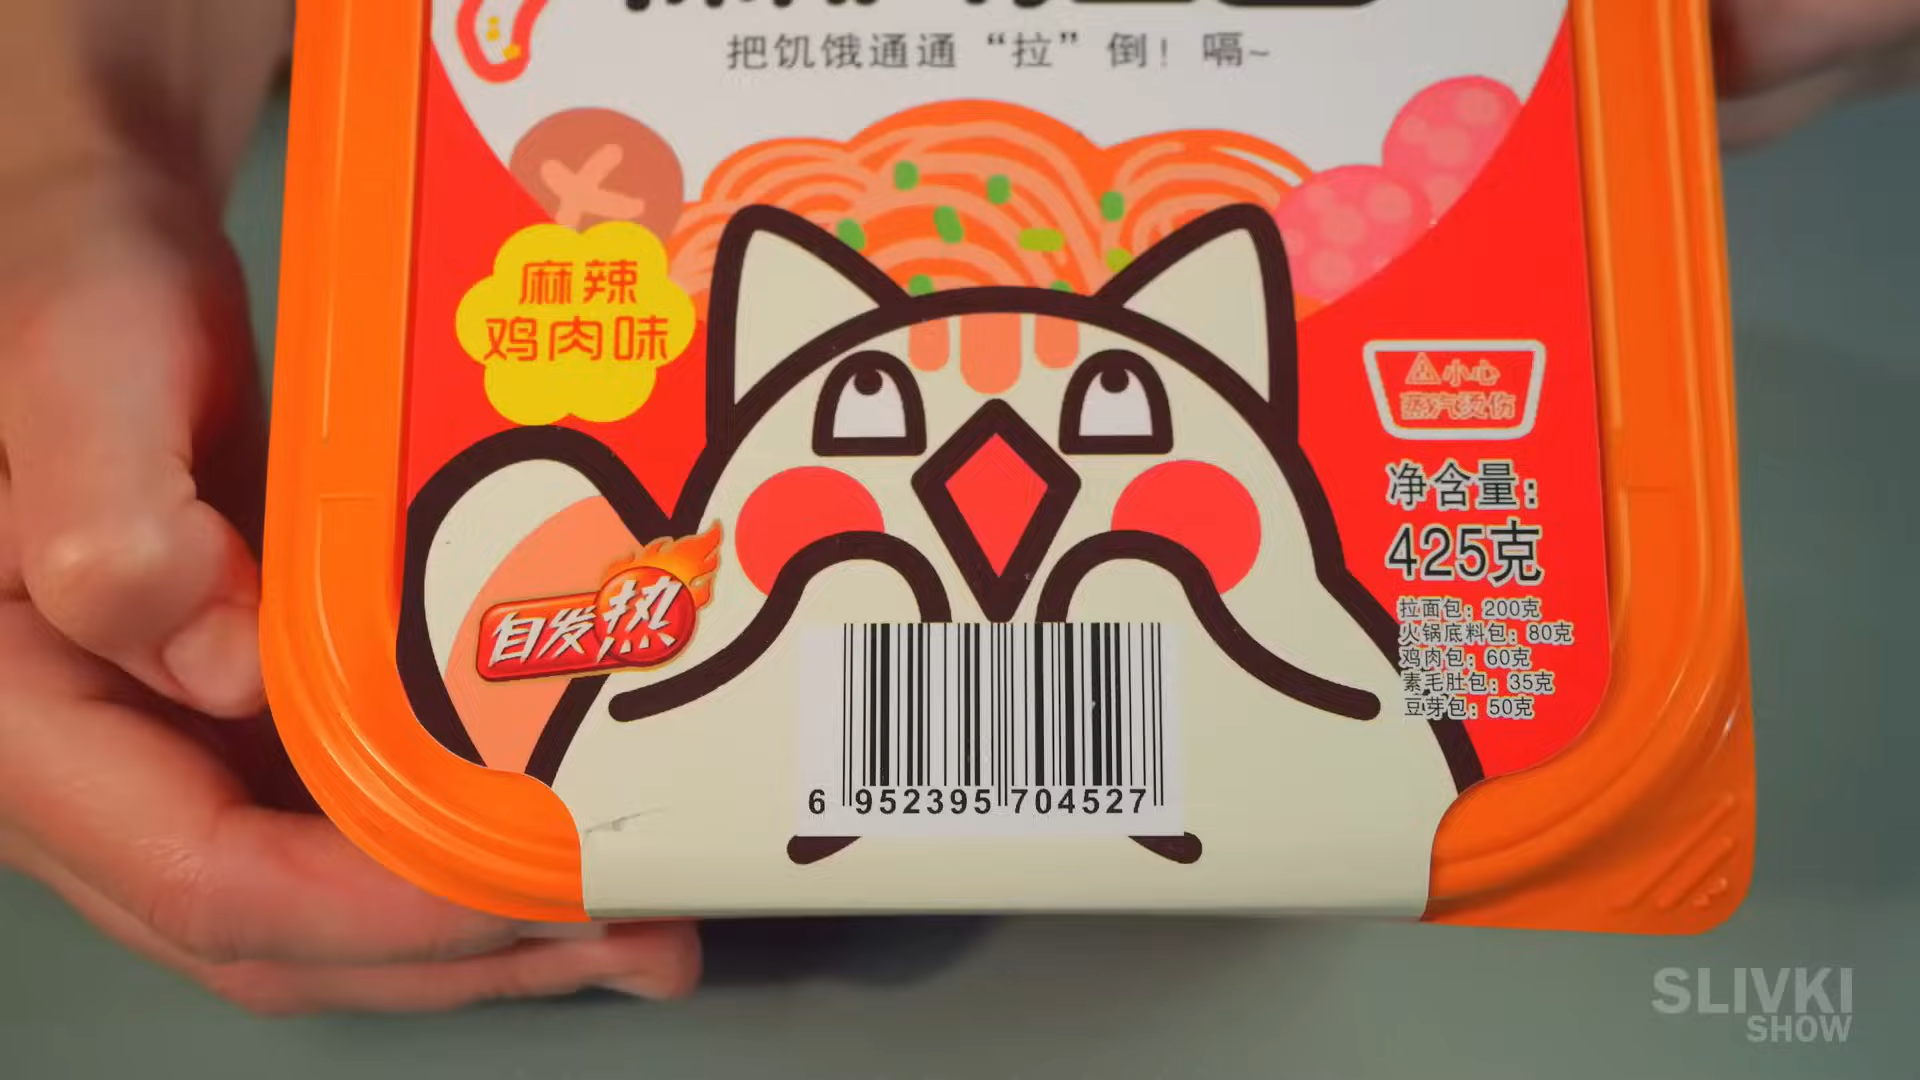 把饥饿通通“拉”倒！嗝~
麻辣
鸡肉味
小心
蒸汽烫伤
净含量：
425克
拉面包：200克
火锅底料包：80克
鸡肉包：60克
素毛肚包：35克
豆芽包：50克
自发热
6 952395 704527
SLIVKI
SHOW